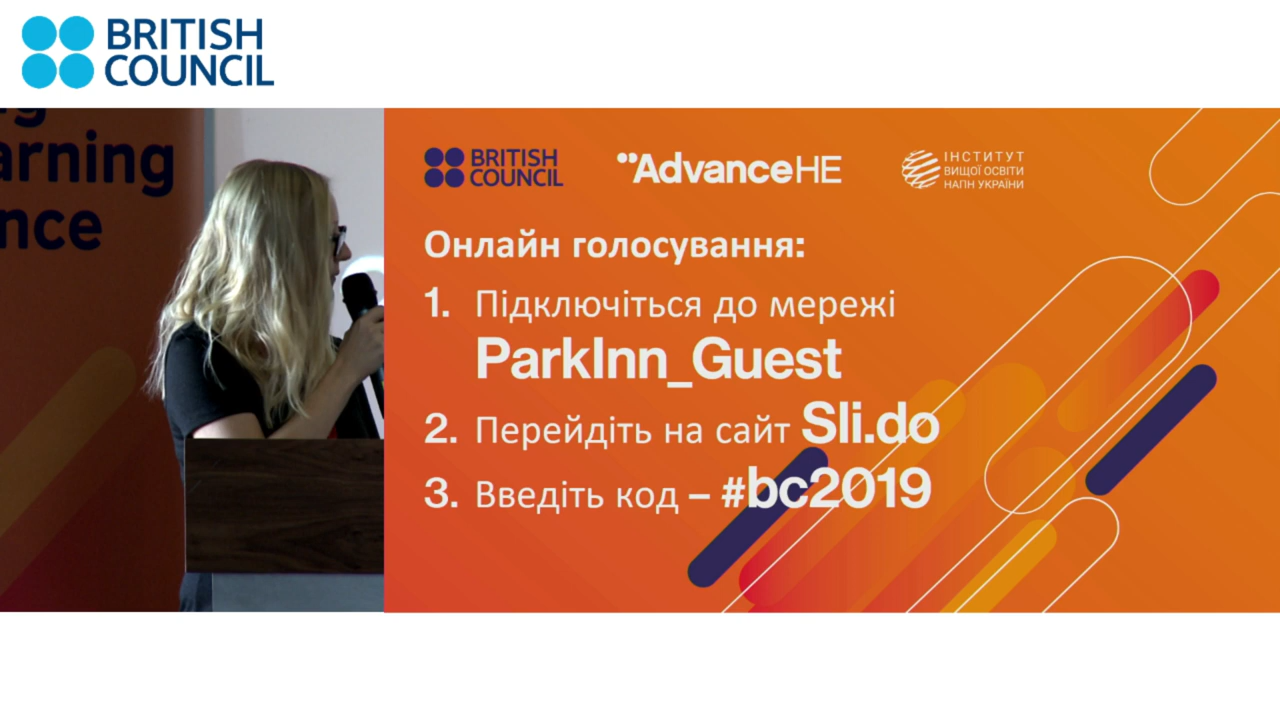 BRITISH
COUNCIL
arning
nce
BRITISH
COUNCIL
AdvanceHE
ІНСТИТУТ
ВИЩОЇ ОСВІТИ
НАПН УКРАЇНИ
Онлайн голосування:
1. Підключіться до мережі
ParkInn_Guest
2. Перейдіть на сайт Sli.do
3. Введіть код – #bc2019